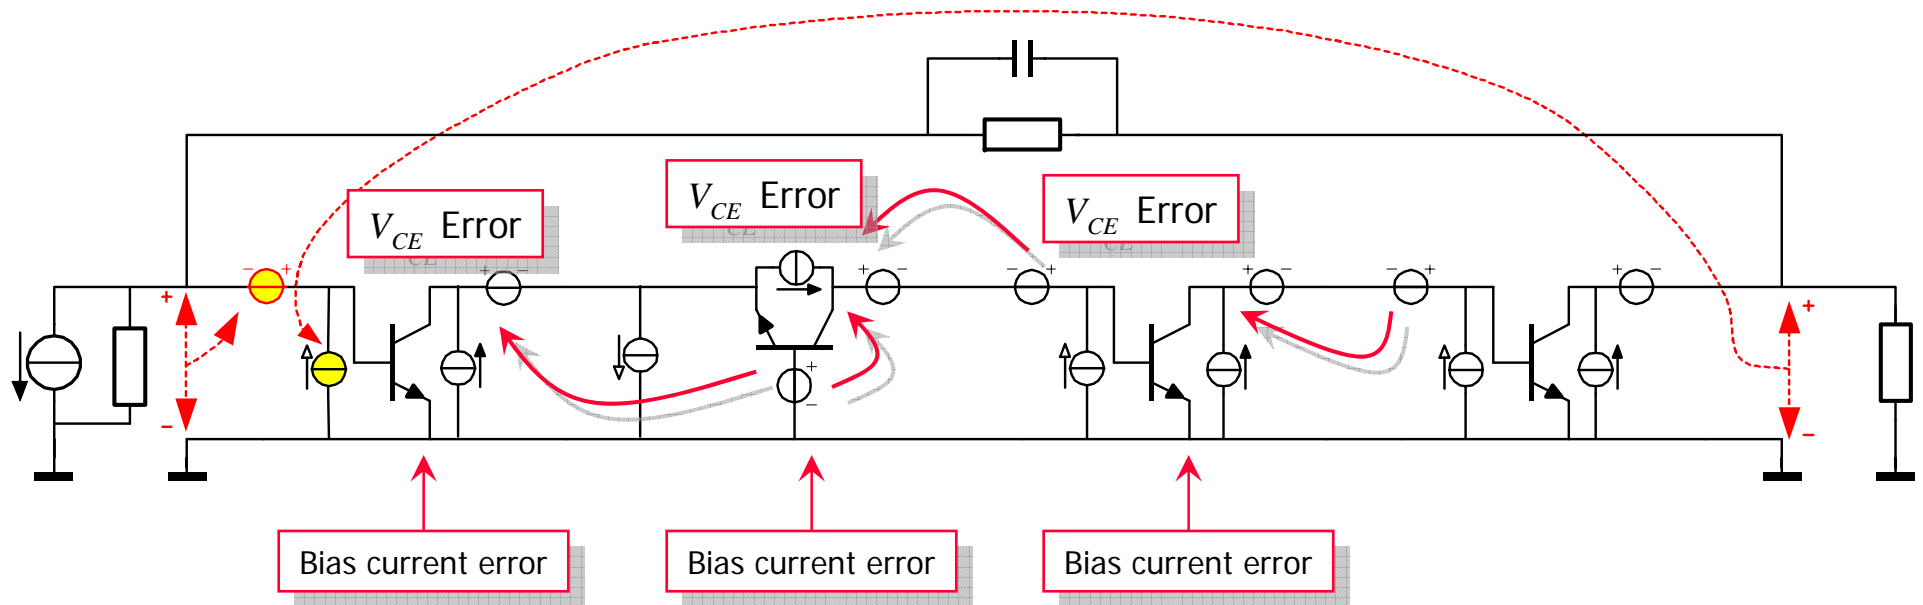 V_CE Error
V_CE Error
V_CE Error
- +
+ -
+ -
- +
+ -
- +
+ -
+
-
+
-
+
-
Bias current error
Bias current error
Bias current error